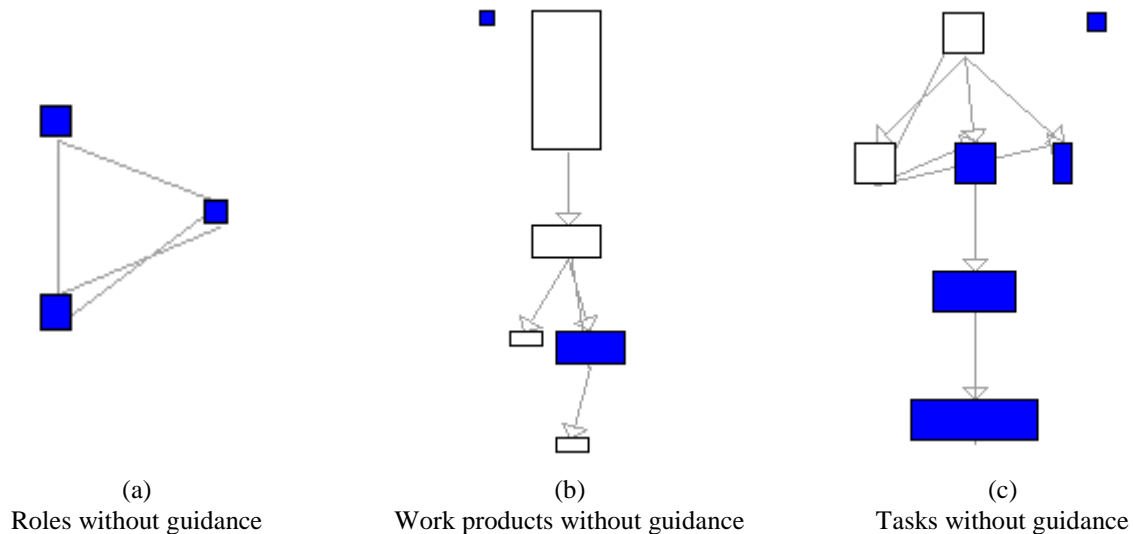 (a)
Roles without guidance
(b)
Work products without guidance
(c)
Tasks without guidance